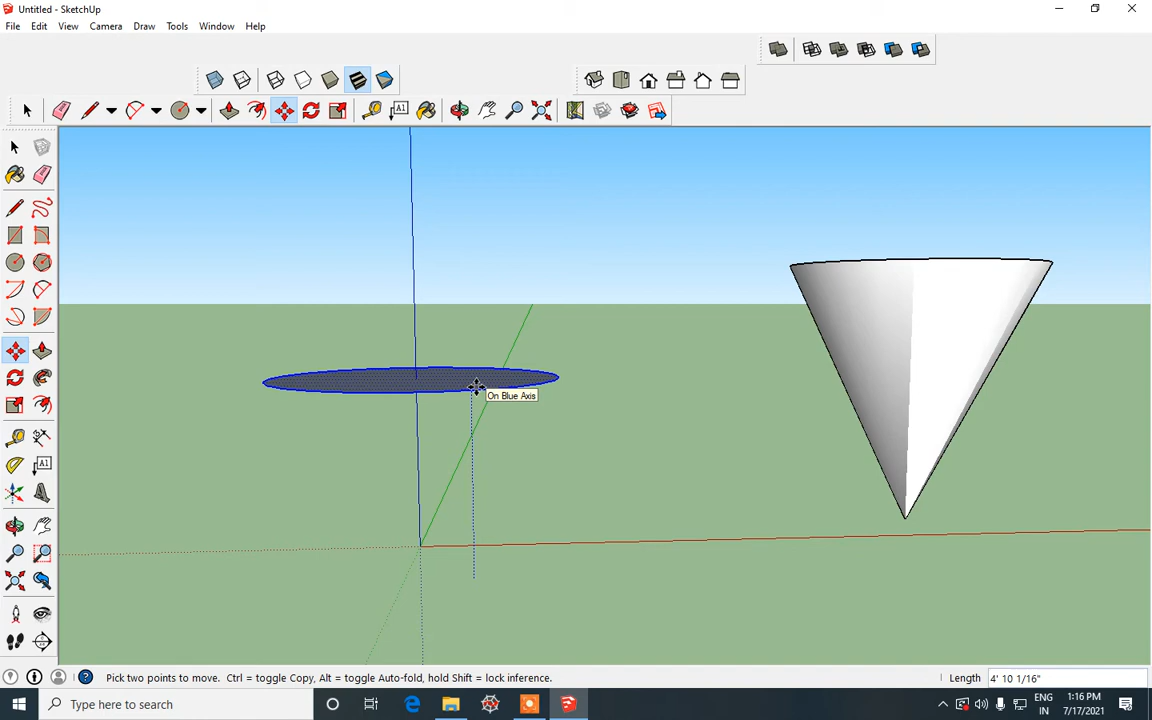 Untitled - SketchUp
File Edit View Camera Draw Tools Window Help
A1
A1
On Blue Axis
Pick two points to move. Ctrl = toggle Copy, Alt = toggle Auto-fold, hold Shift = lock inference.
Length 4' 10 1/16"
Type here to search
ENG
IN
1:16 PM
7/17/2021